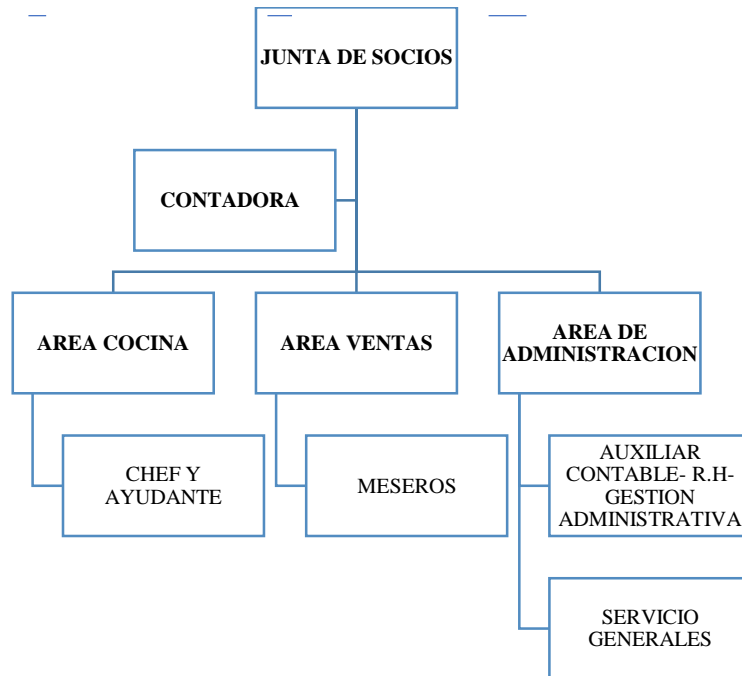 JUNTA DE SOCIOS
CONTADORA
AREA COCINA
AREA VENTAS
AREA DE
ADMINISTRACION
CHEF Y
AYUDANTE
MESEROS
AUXILIAR
CONTABLE- R.H-
GESTION
ADMINISTRATIVA
SERVICIO
GENERALES